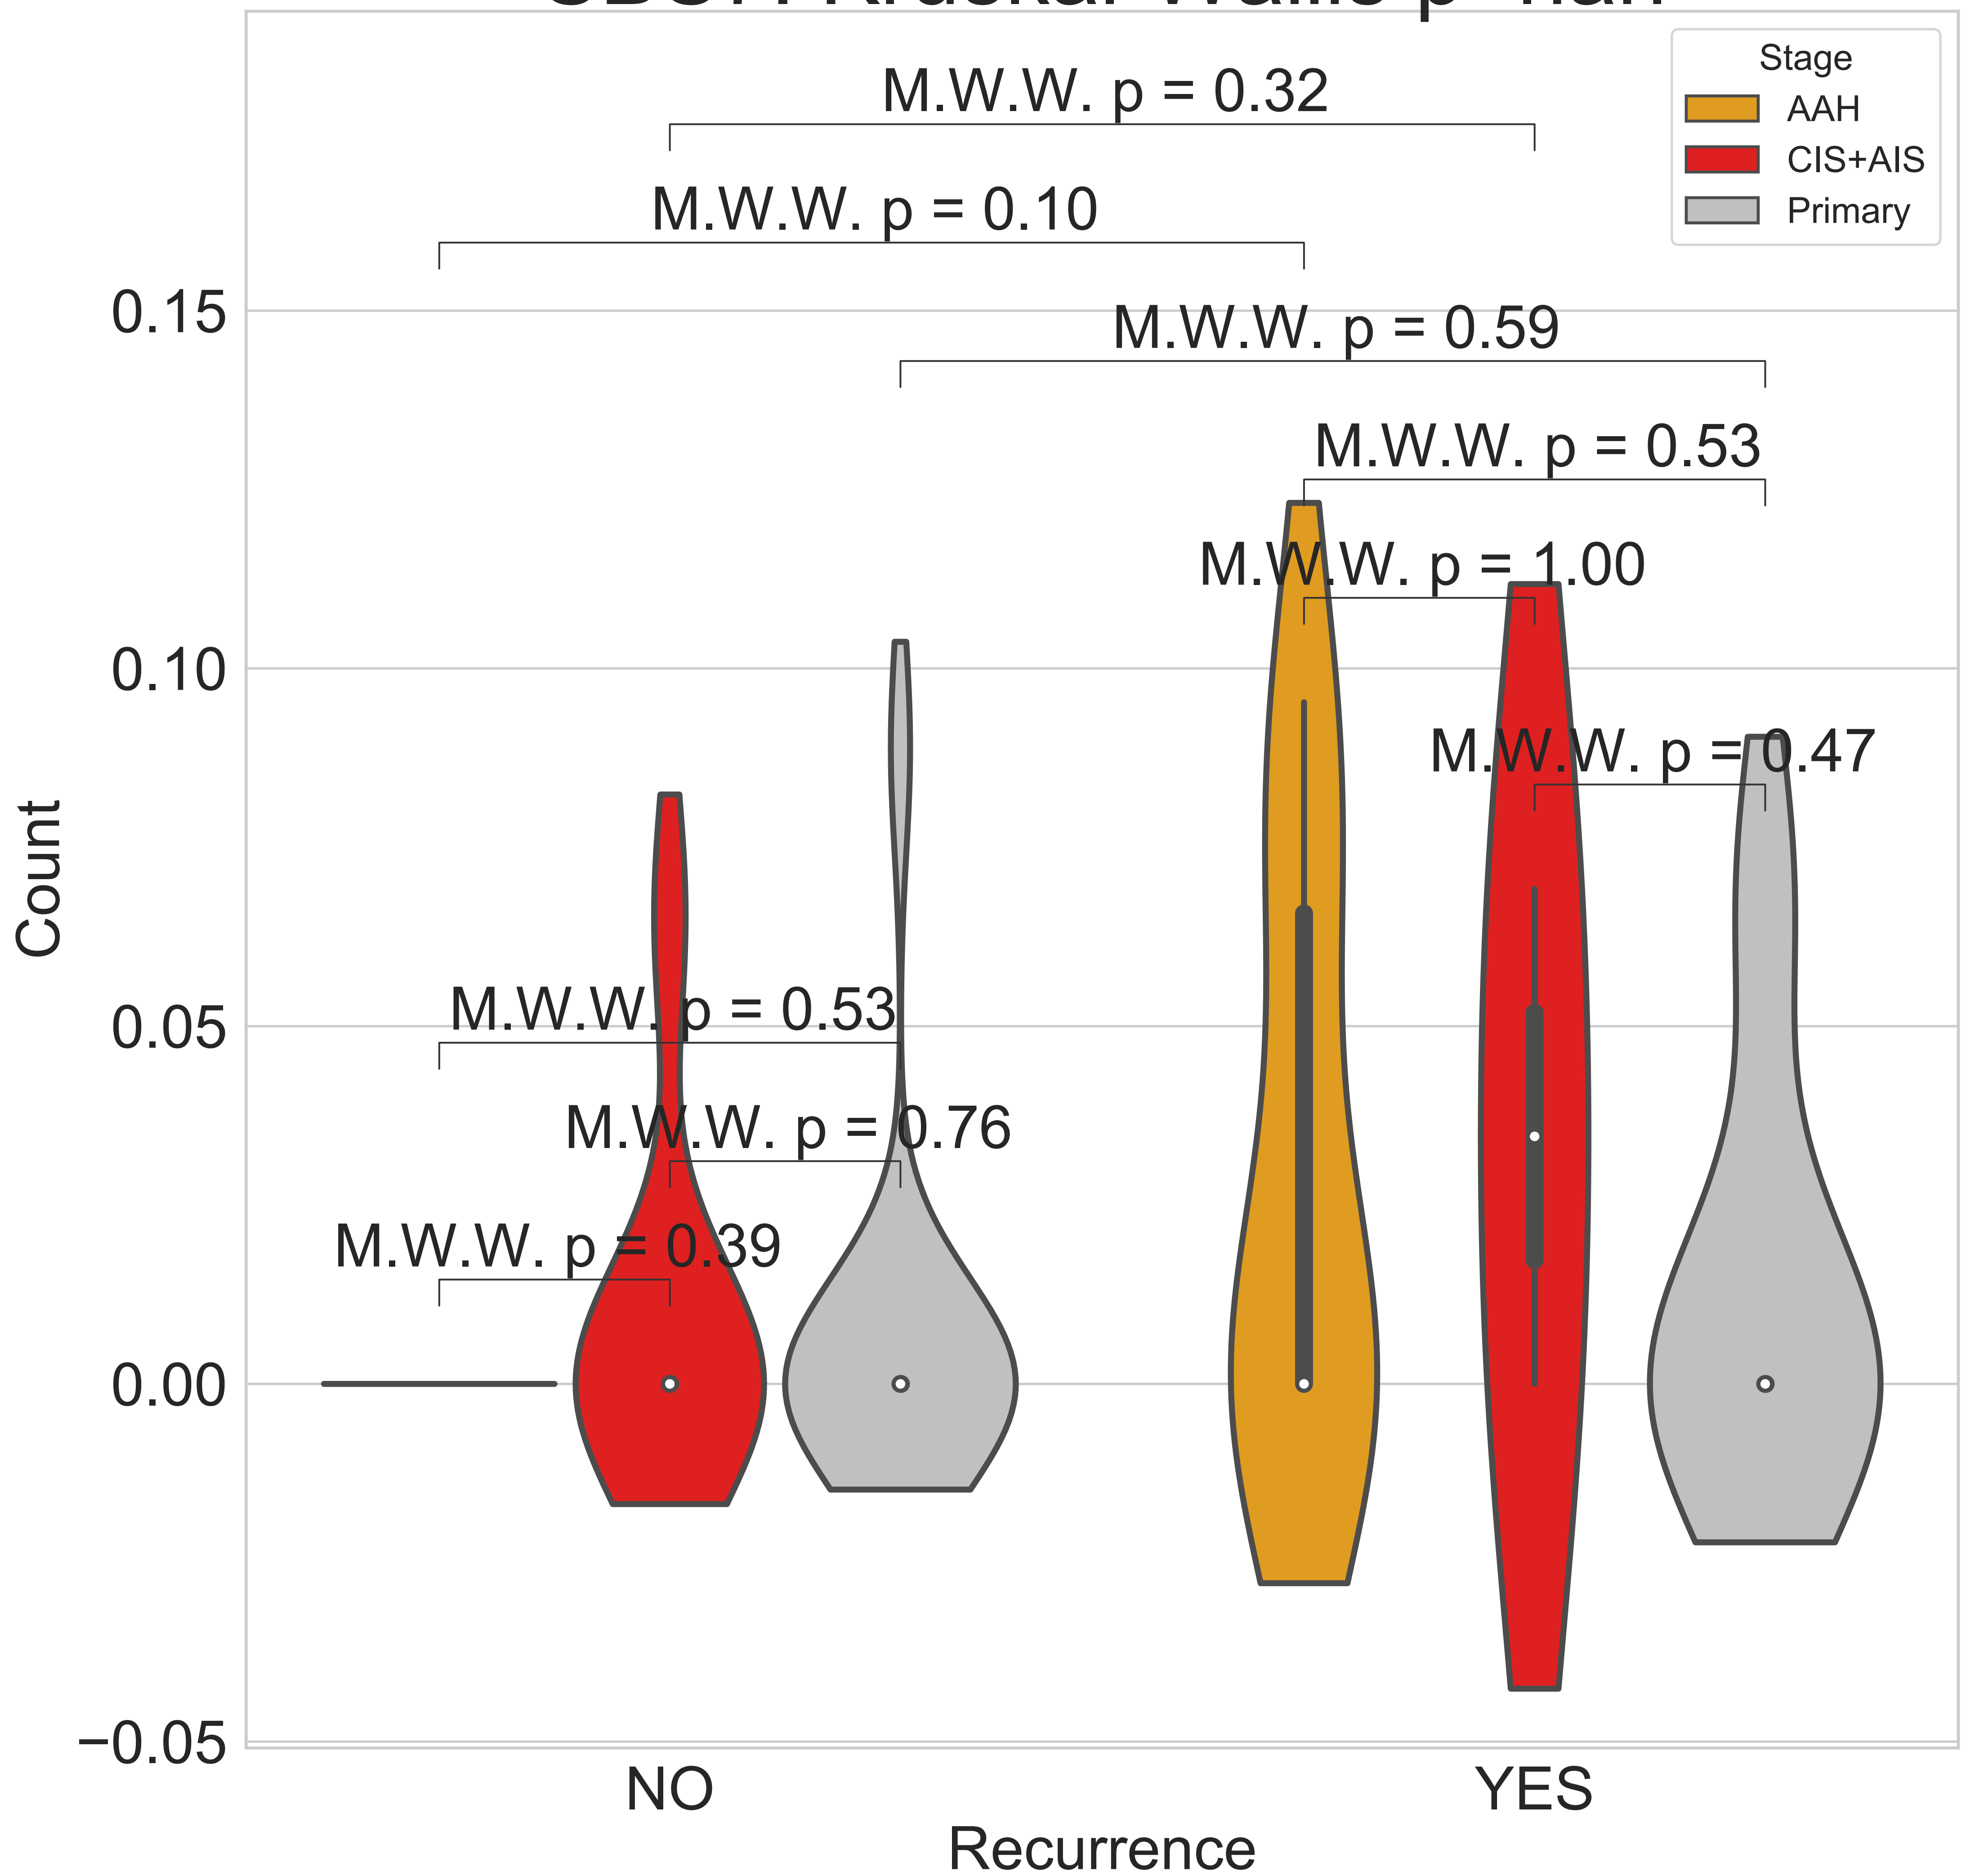 Stage
AAH
CIS+AIS
Primary
M.W.W. p = 0.32
M.W.W. p = 0.10
M.W.W. p = 0.59
M.W.W. p = 0.53
M.W.W. p = 1.00
M.W.W. p = 0.47
M.W.W. p = 0.53
M.W.W. p = 0.76
M.W.W. p = 0.39
0.15
0.10
0.05
0.00
−0.05
Count
NO
YES
Recurrence